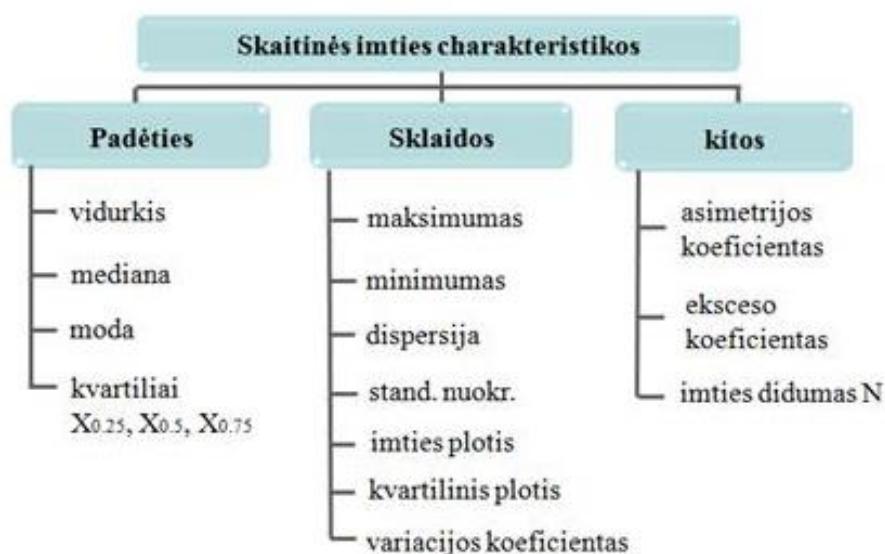 Skaitinės imties charakteristikos
Padėties
vidurkis
mediana
moda
kvartiliai
X0.25, X0.5, X0.75
Sklaidos
maksimumas
minimumas
dispersija
stand. nuokr.
imties plotis
kvartilinis plotis
variacijos koeficientas
kitos
asimetrijos
koeficientas
eksceso
koeficientas
imties didumas N